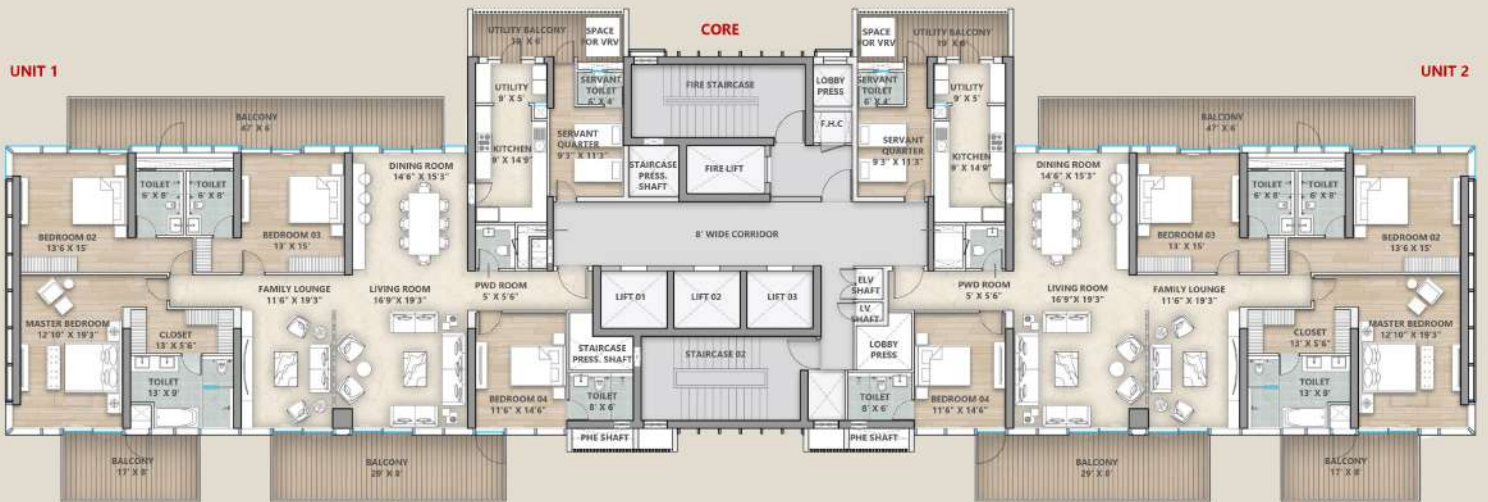 CORE
UNIT 1
UNIT 2
UTILITY BALCONY
19' X 6'
SPACE
FOR VRV
UTILITY
9' X 5'
SERVANT
TOILET
6' X 4'
KITCHEN
9' X 14'9"
SERVANT
QUARTER
9'3" X 11'3"
BALCONY
47' X 6'
DINING ROOM
14'6" X 15'3"
TOILET
6' X 8'
TOILET
6' X 8'
BEDROOM 02
13'6 X 15'
BEDROOM 03
13' X 15'
FAMILY LOUNGE
11'6" X 19'3"
LIVING ROOM
16'9" X 19'3"
PWD ROOM
5' X 5'6"
MASTER BEDROOM
12'10" X 19'3"
CLOSET
13' X 5'6"
TOILET
13' X 9'
BEDROOM 04
11'6" X 14'6"
TOILET
8' X 6'
PHE SHAFT
BALCONY
17' X 8'
BALCONY
29' X 8'
FIRE STAIRCASE
LOBBY
PRESS
F.H.C
STAIRCASE
PRESS.
SHAFT
FIRE LIFT
8' WIDE CORRIDOR
LIFT 01
LIFT 02
LIFT 03
ELV
SHAFT
LV
SHAFT
STAIRCASE
PRESS. SHAFT
STAIRCASE 02
LOBBY
PRESS
SPACE
FOR VRV
UTILITY BALCONY
19' X 6'
SERVANT
TOILET
6' X 4'
UTILITY
9' X 5'
SERVANT
QUARTER
9'3" X 11'3"
KITCHEN
9' X 14'9"
BALCONY
47' X 6'
DINING ROOM
14'6" X 15'3"
TOILET
6' X 8'
TOILET
6' X 8'
BEDROOM 03
13' X 15'
BEDROOM 02
13'6 X 15'
PWD ROOM
5' X 5'6"
LIVING ROOM
16'9" X 19'3"
FAMILY LOUNGE
11'6" X 19'3"
CLOSET
13' X 5'6"
MASTER BEDROOM
12'10" X 19'3"
TOILET
13' X 9'
TOILET
8' X 6'
BEDROOM 04
11'6" X 14'6"
PHE SHAFT
BALCONY
29' X 8'
BALCONY
17' X 8'